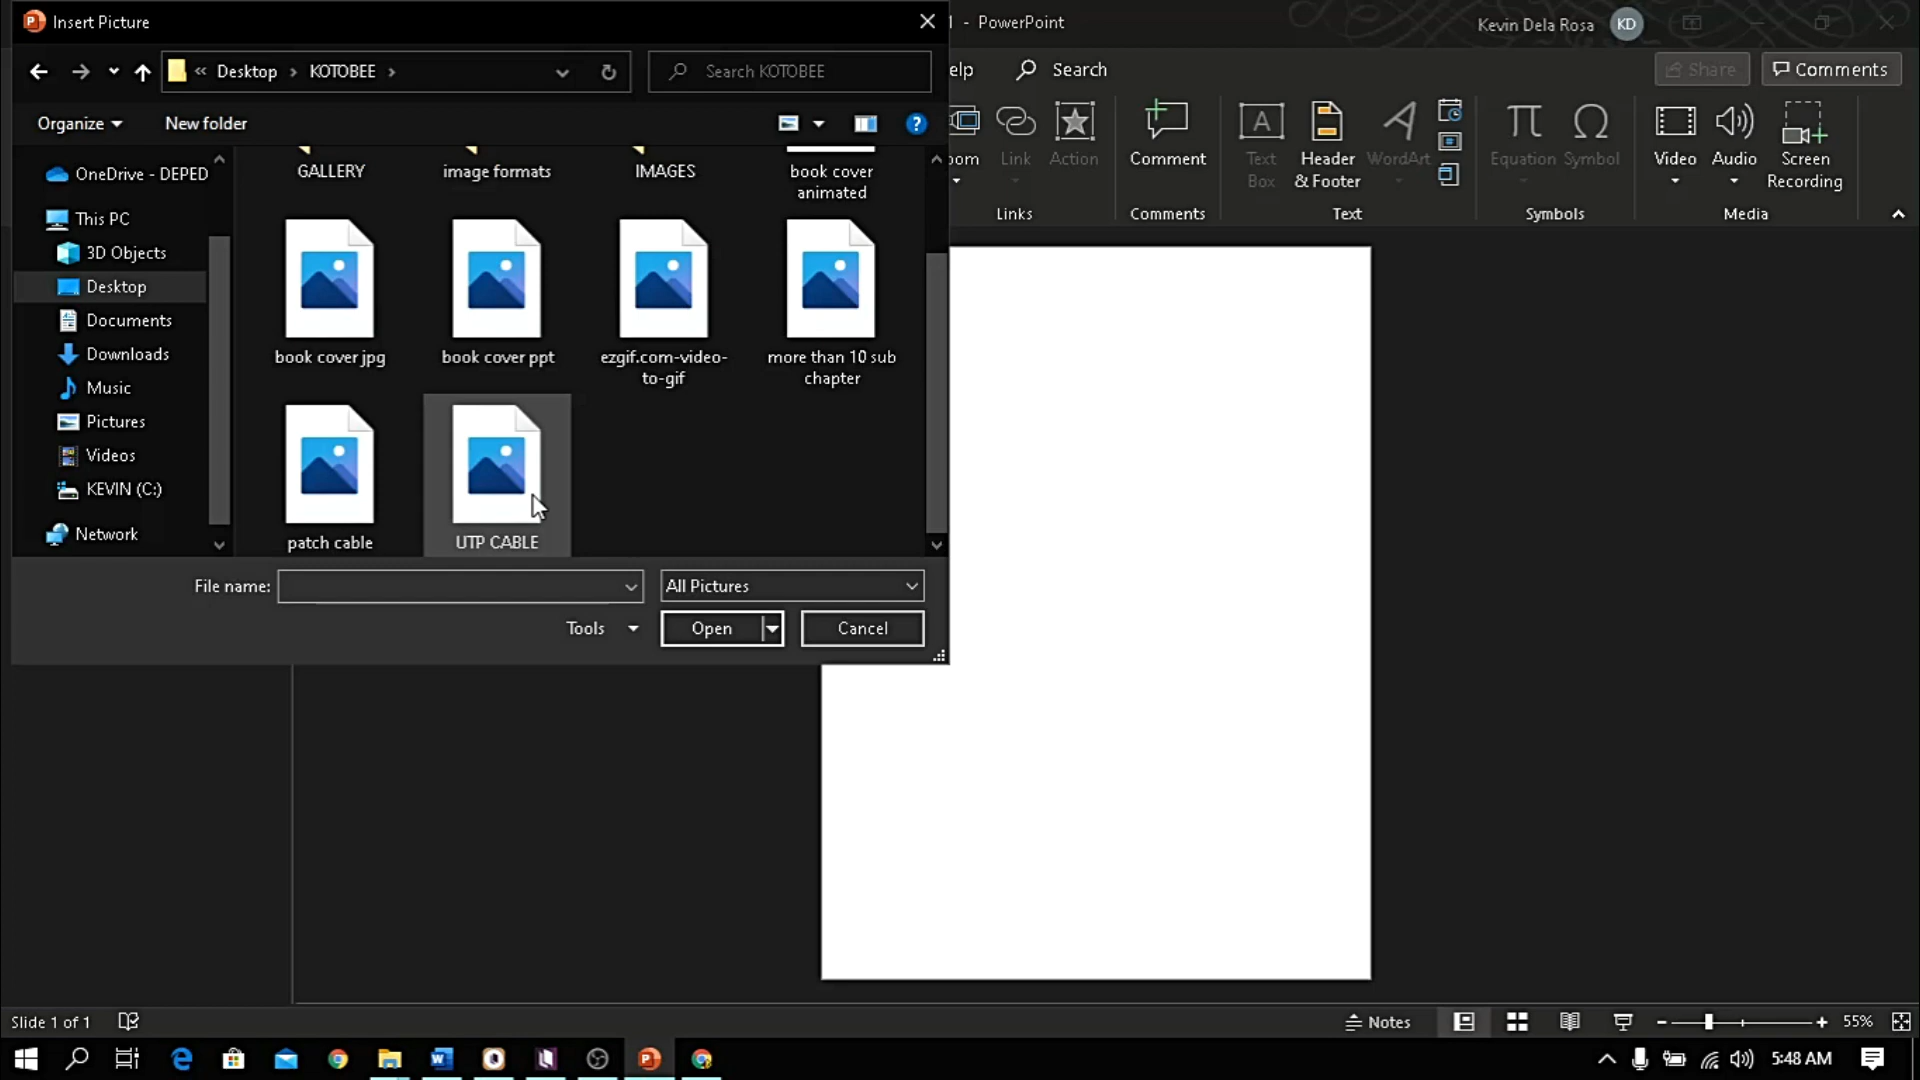 Insert Picture
1 - PowerPoint
Kevin Dela Rosa
KD
« Desktop › KOTOBEE ›
Search KOTOBEE
elp
Search
Share
Comments
Organize
New folder
oom
Link
Action
Comment
Text
Box
Header
& Footer
WordArt
Equation
Symbol
Video
Audio
Screen
Recording
Links
Comments
Text
Symbols
Media
OneDrive - DEPED
This PC
3D Objects
Desktop
Documents
Downloads
Music
Pictures
Videos
KEVIN (C:)
Network
GALLERY
image formats
IMAGES
book cover
animated
book cover jpg
book cover ppt
ezgif.com-video-
to-gif
more than 10 sub
chapter
patch cable
UTP CABLE
File name:
All Pictures
Tools
Open
Cancel
Slide 1 of 1
Notes
55%
5:48 AM